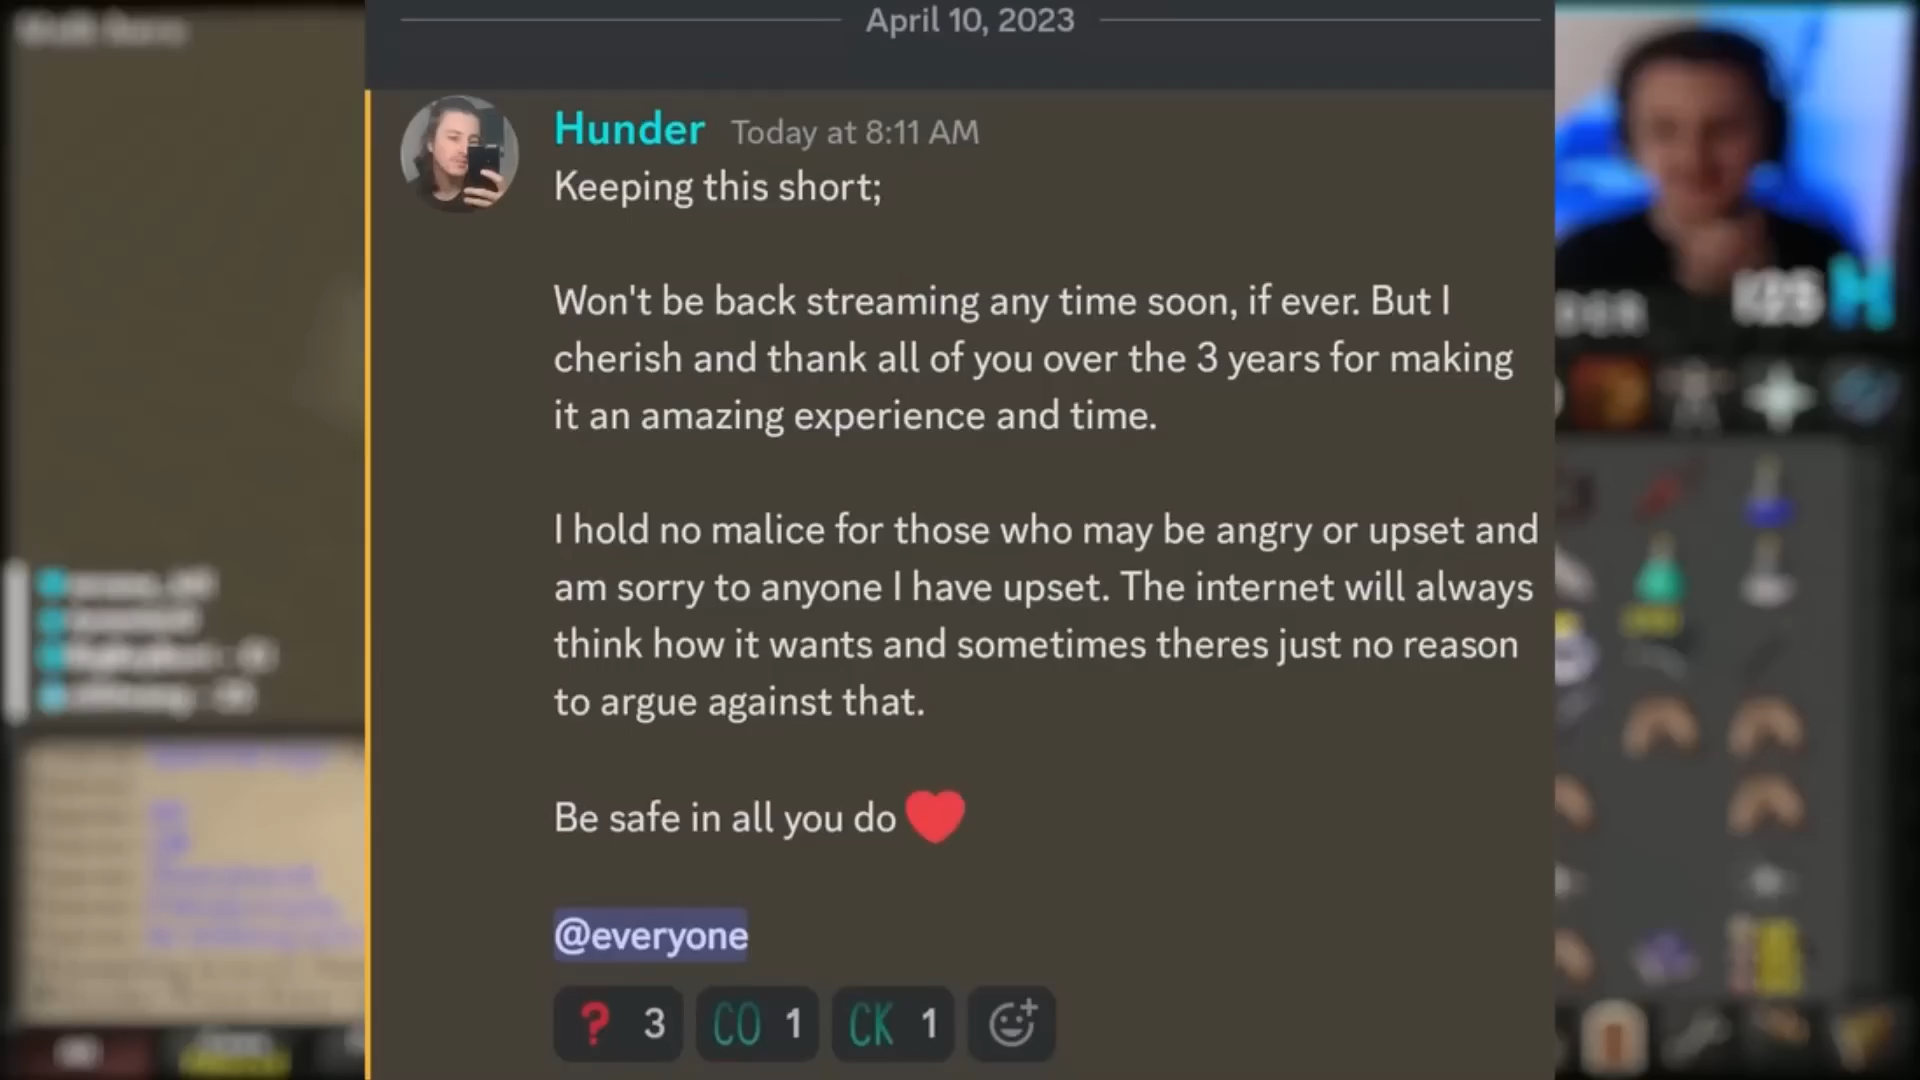 April 10, 2023
Hunder Today at 8:11 AM
Keeping this short;
Won't be back streaming any time soon, if ever. But I
cherish and thank all of you over the 3 years for making
it an amazing experience and time.
I hold no malice for those who may be angry or upset and
am sorry to anyone I have upset. The internet will always
think how it wants and sometimes theres just no reason
to argue against that.
Be safe in all you do
@everyone
? 3 CO 1 CK 1
125